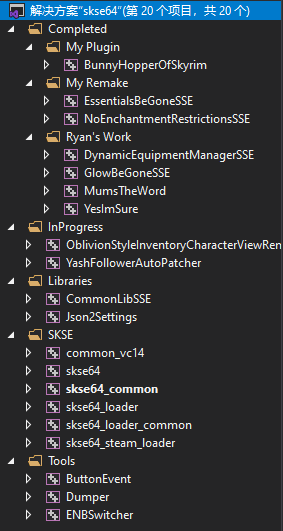 解决方案"skse64"(第 20 个项目，共 20 个)
Completed
My Plugin
BunnyHopperOfSkyrim
My Remake
EssentialsBeGoneSSE
NoEnchantmentRestrictionsSSE
Ryan's Work
DynamicEquipmentManagerSSE
GlowBeGoneSSE
MumsTheWord
YesImSure
InProgress
OblivionStyleInventoryCharacterViewRen
YashFollowerAutoPatcher
Libraries
CommonLibSSE
Json2Settings
SKSE
common_vc14
skse64
skse64_common
skse64_loader
skse64_loader_common
skse64_steam_loader
Tools
ButtonEvent
Dumper
ENBSwitcher